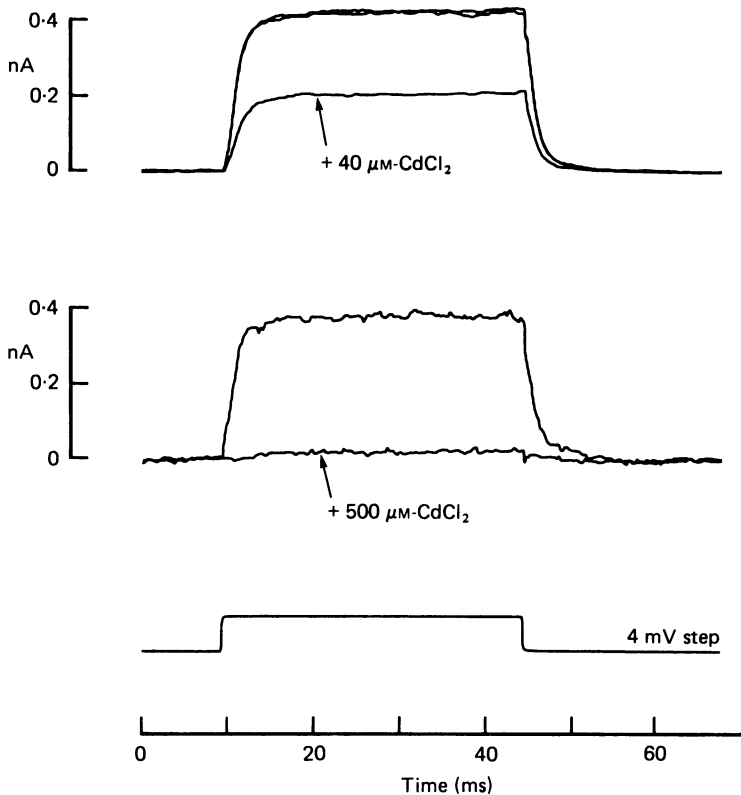 0·4
nA
0·2
+ 40 μM-CdCl₂
0
0·4
nA
0·2
0
+ 500 μM-CdCl₂
4 mV step
0 20 40 60
Time (ms)